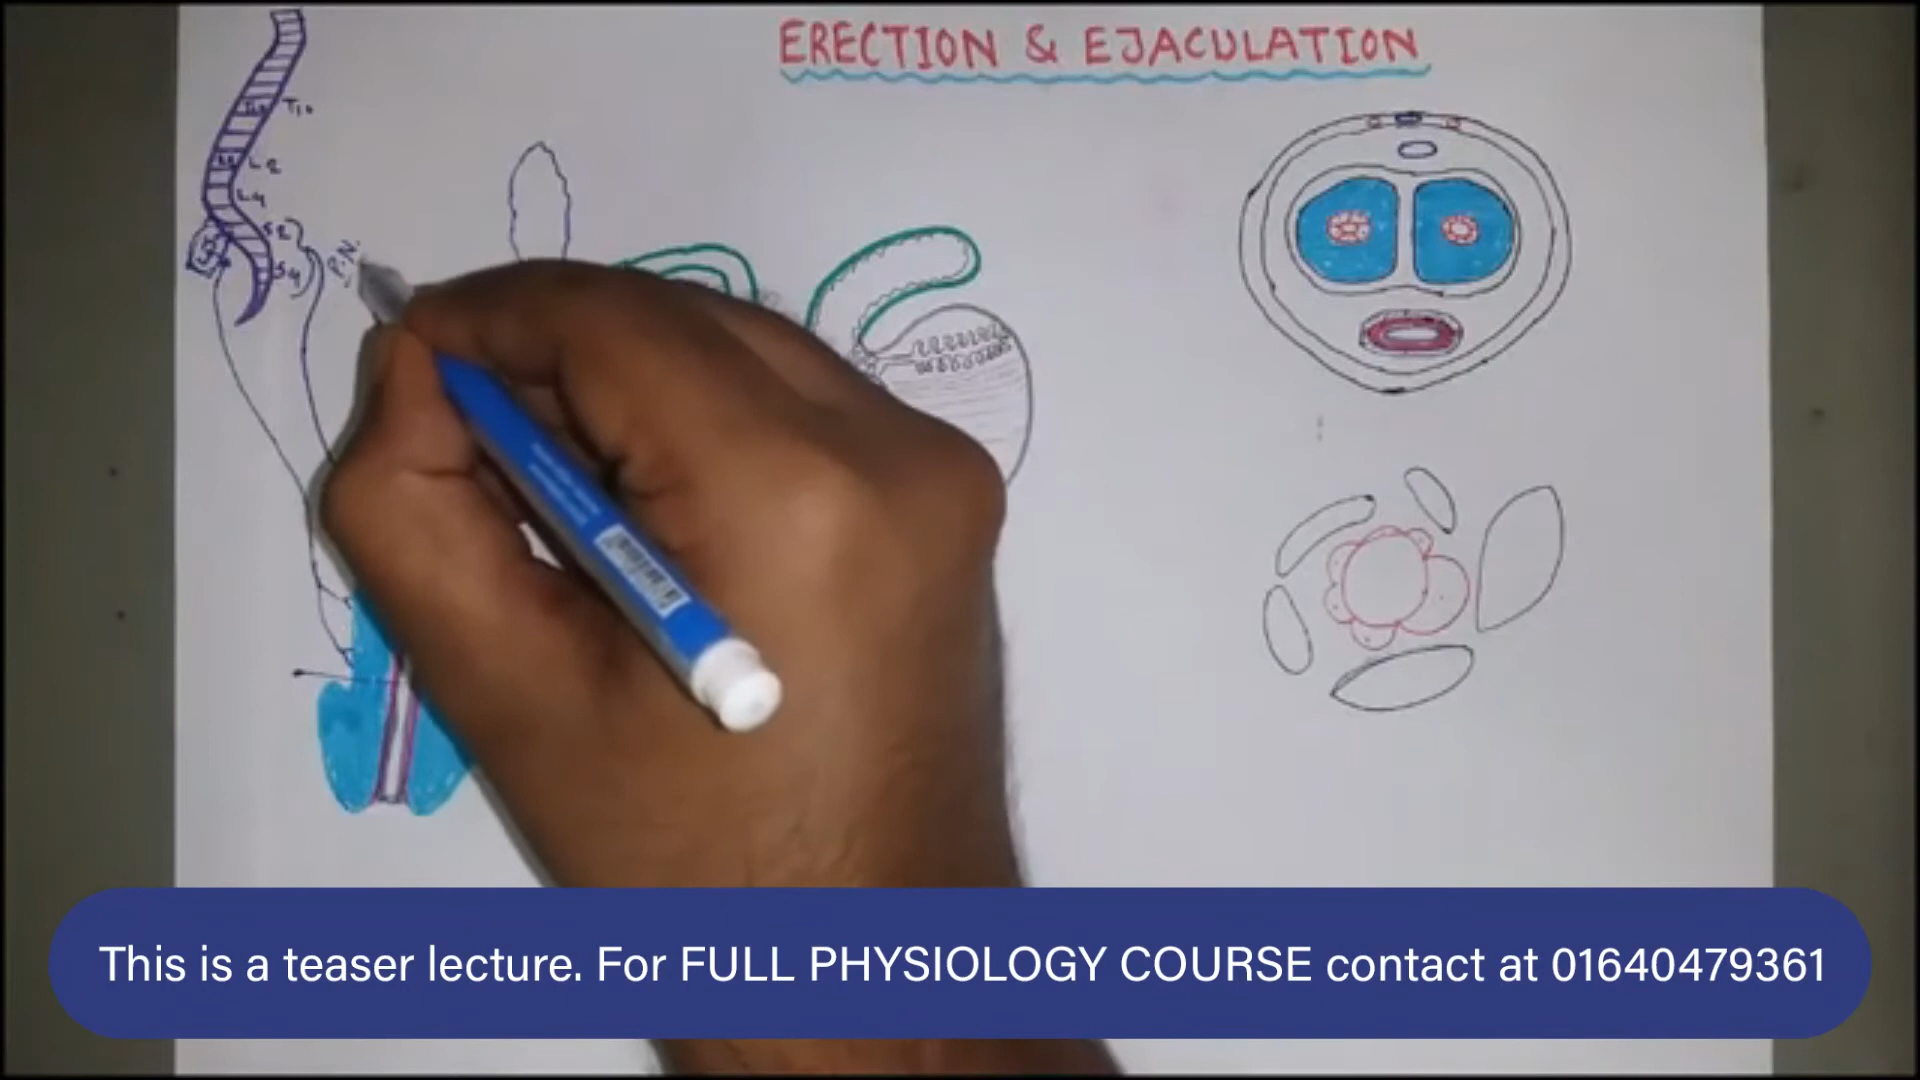 ERECTION & EJACULATION
T10
L2
L4
S2
S4
P.N.
This is a teaser lecture. For FULL PHYSIOLOGY COURSE contact at 01640479361